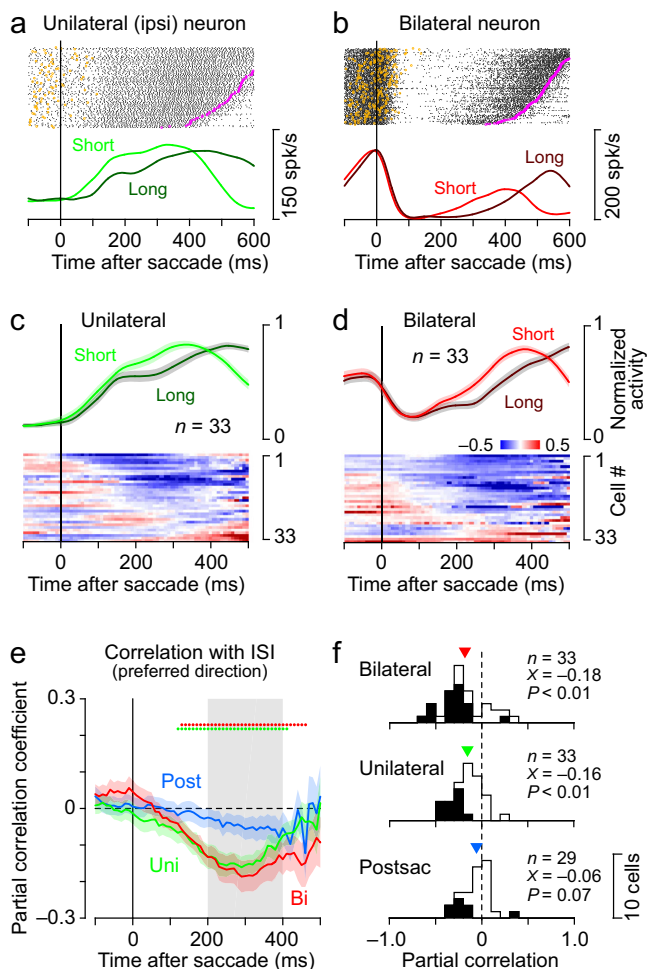 a Unilateral (ipsi) neuron
Short
Long
150 spk/s
0 200 400 600
Time after saccade (ms)
b Bilateral neuron
Short
Long
200 spk/s
0 200 400 600
Time after saccade (ms)
c Unilateral
Short
Long
n = 33
1
0
1
33
0 200 400
Time after saccade (ms)
d Bilateral
n = 33
Short
Long
1
0
Normalized
activity
−0.5 0.5
1
33
Cell #
0 200 400
Time after saccade (ms)
e Correlation with ISI
(preferred direction)
Partial correlation coefficient
0.3
0
−0.3
Post
Uni
Bi
0 200 400
Time after saccade (ms)
f
Bilateral
n = 33
X = −0.18
P < 0.01
Unilateral
n = 33
X = −0.16
P < 0.01
Postsac
n = 29
X = −0.06
P = 0.07
10 cells
−1.0 0 1.0
Partial correlation